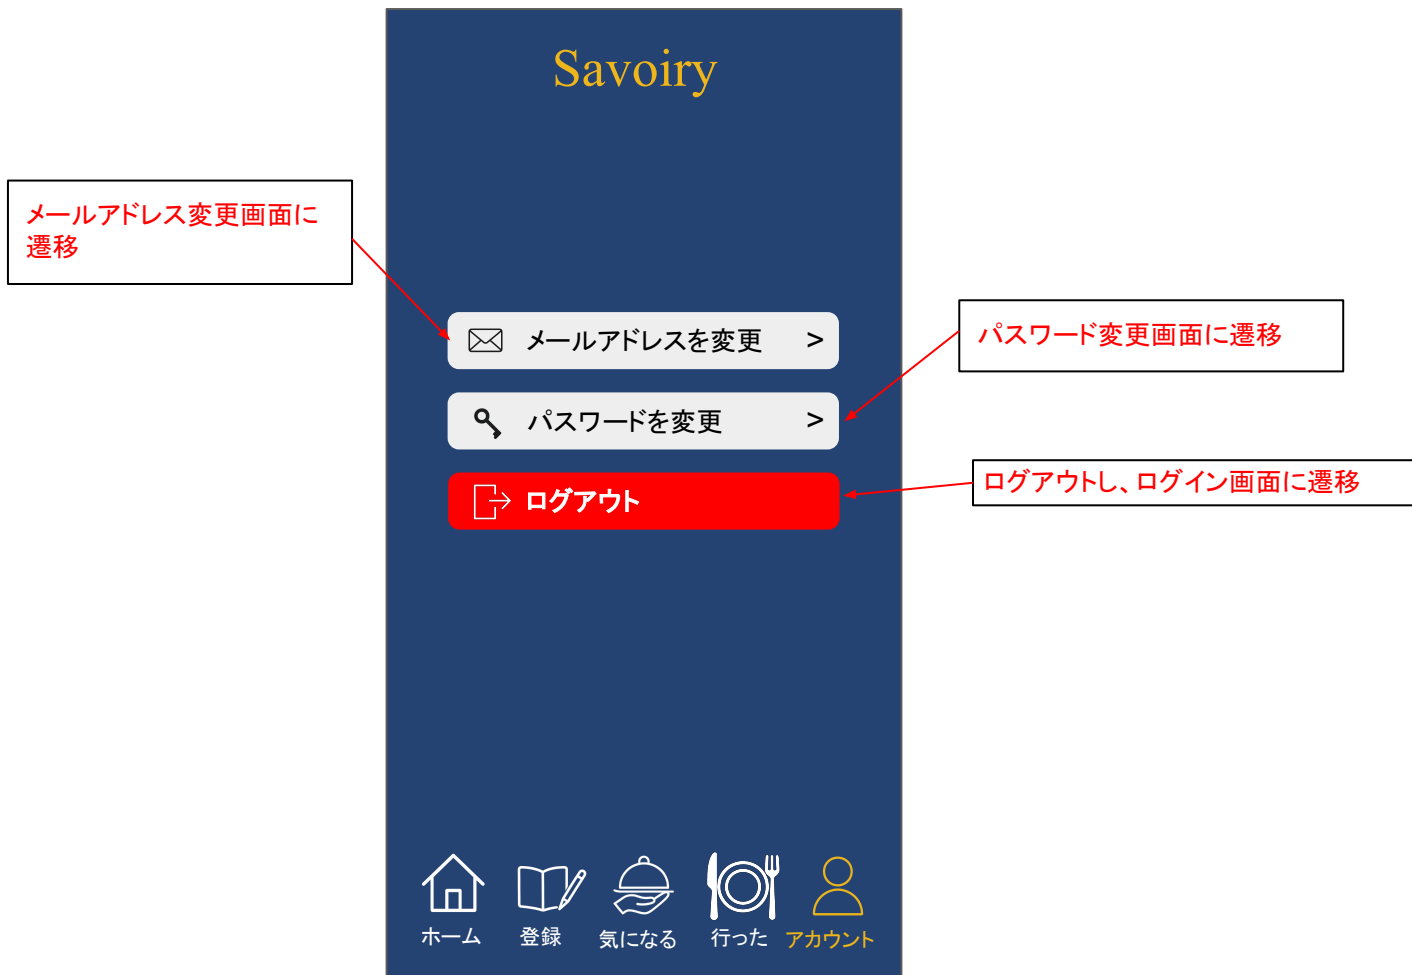 Savoiry
メールアドレス変更画面に
遷移
メールアドレスを変更 >
パスワード変更画面に遷移
パスワードを変更 >
ログアウトし、ログイン画面に遷移
ログアウト
ホーム 登録 気になる 行った アカウント